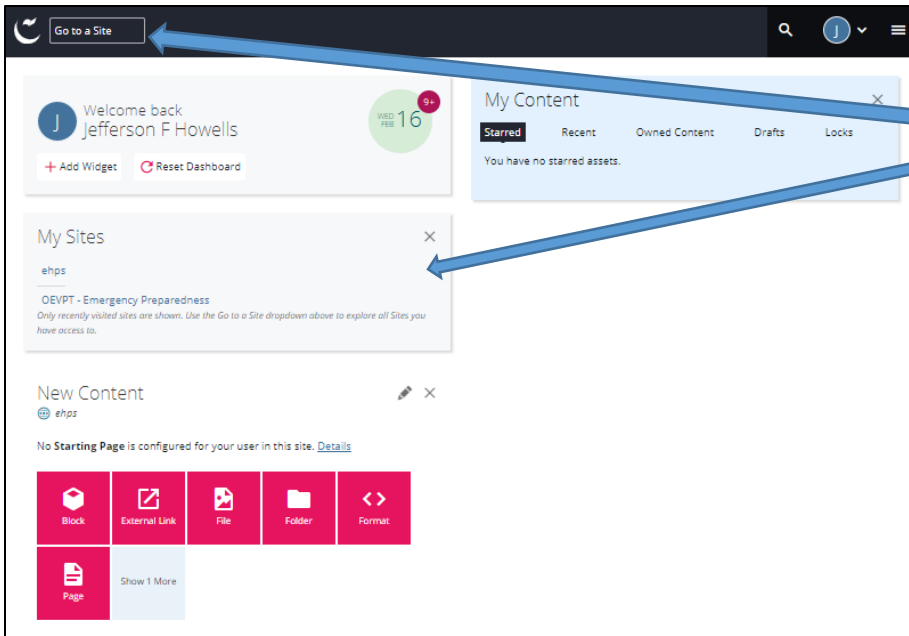 Go to a Site
J
Welcome back
J
Jefferson F Howells
WED
FEB
16
9+
Add Widget
Reset Dashboard
My Content
Starred
Recent
Owned Content
Drafts
Locks
You have no starred assets.
My Sites
ehps
OEVPT - Emergency Preparedness
Only recently visited sites are shown. Use the Go to a Site dropdown above to explore all Sites you
have access to.
New Content
ehps
No Starting Page is configured for your user in this site. Details
Block
External Link
File
Folder
Format
Page
Show 1 More